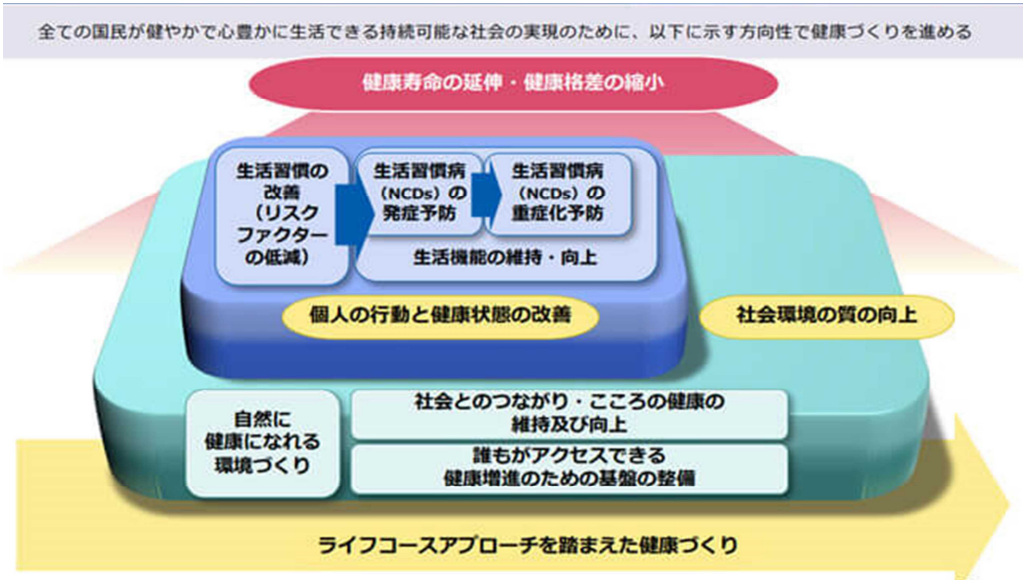 全ての国民が健やかで心豊かに生活できる持続可能な社会の実現のために、以下に示す方向性で健康づくりを進める
健康寿命の延伸・健康格差の縮小
生活習慣の
改善
（リスク
ファクター
の低減）
生活習慣病
（NCDs）の
発症予防
生活習慣病
（NCDs）の
重症化予防
生活機能の維持・向上
個人の行動と健康状態の改善
社会環境の質の向上
自然に
健康になれる
環境づくり
社会とのつながり・こころの健康の
維持及び向上
誰もがアクセスできる
健康増進のための基盤の整備
ライフコースアプローチを踏まえた健康づくり